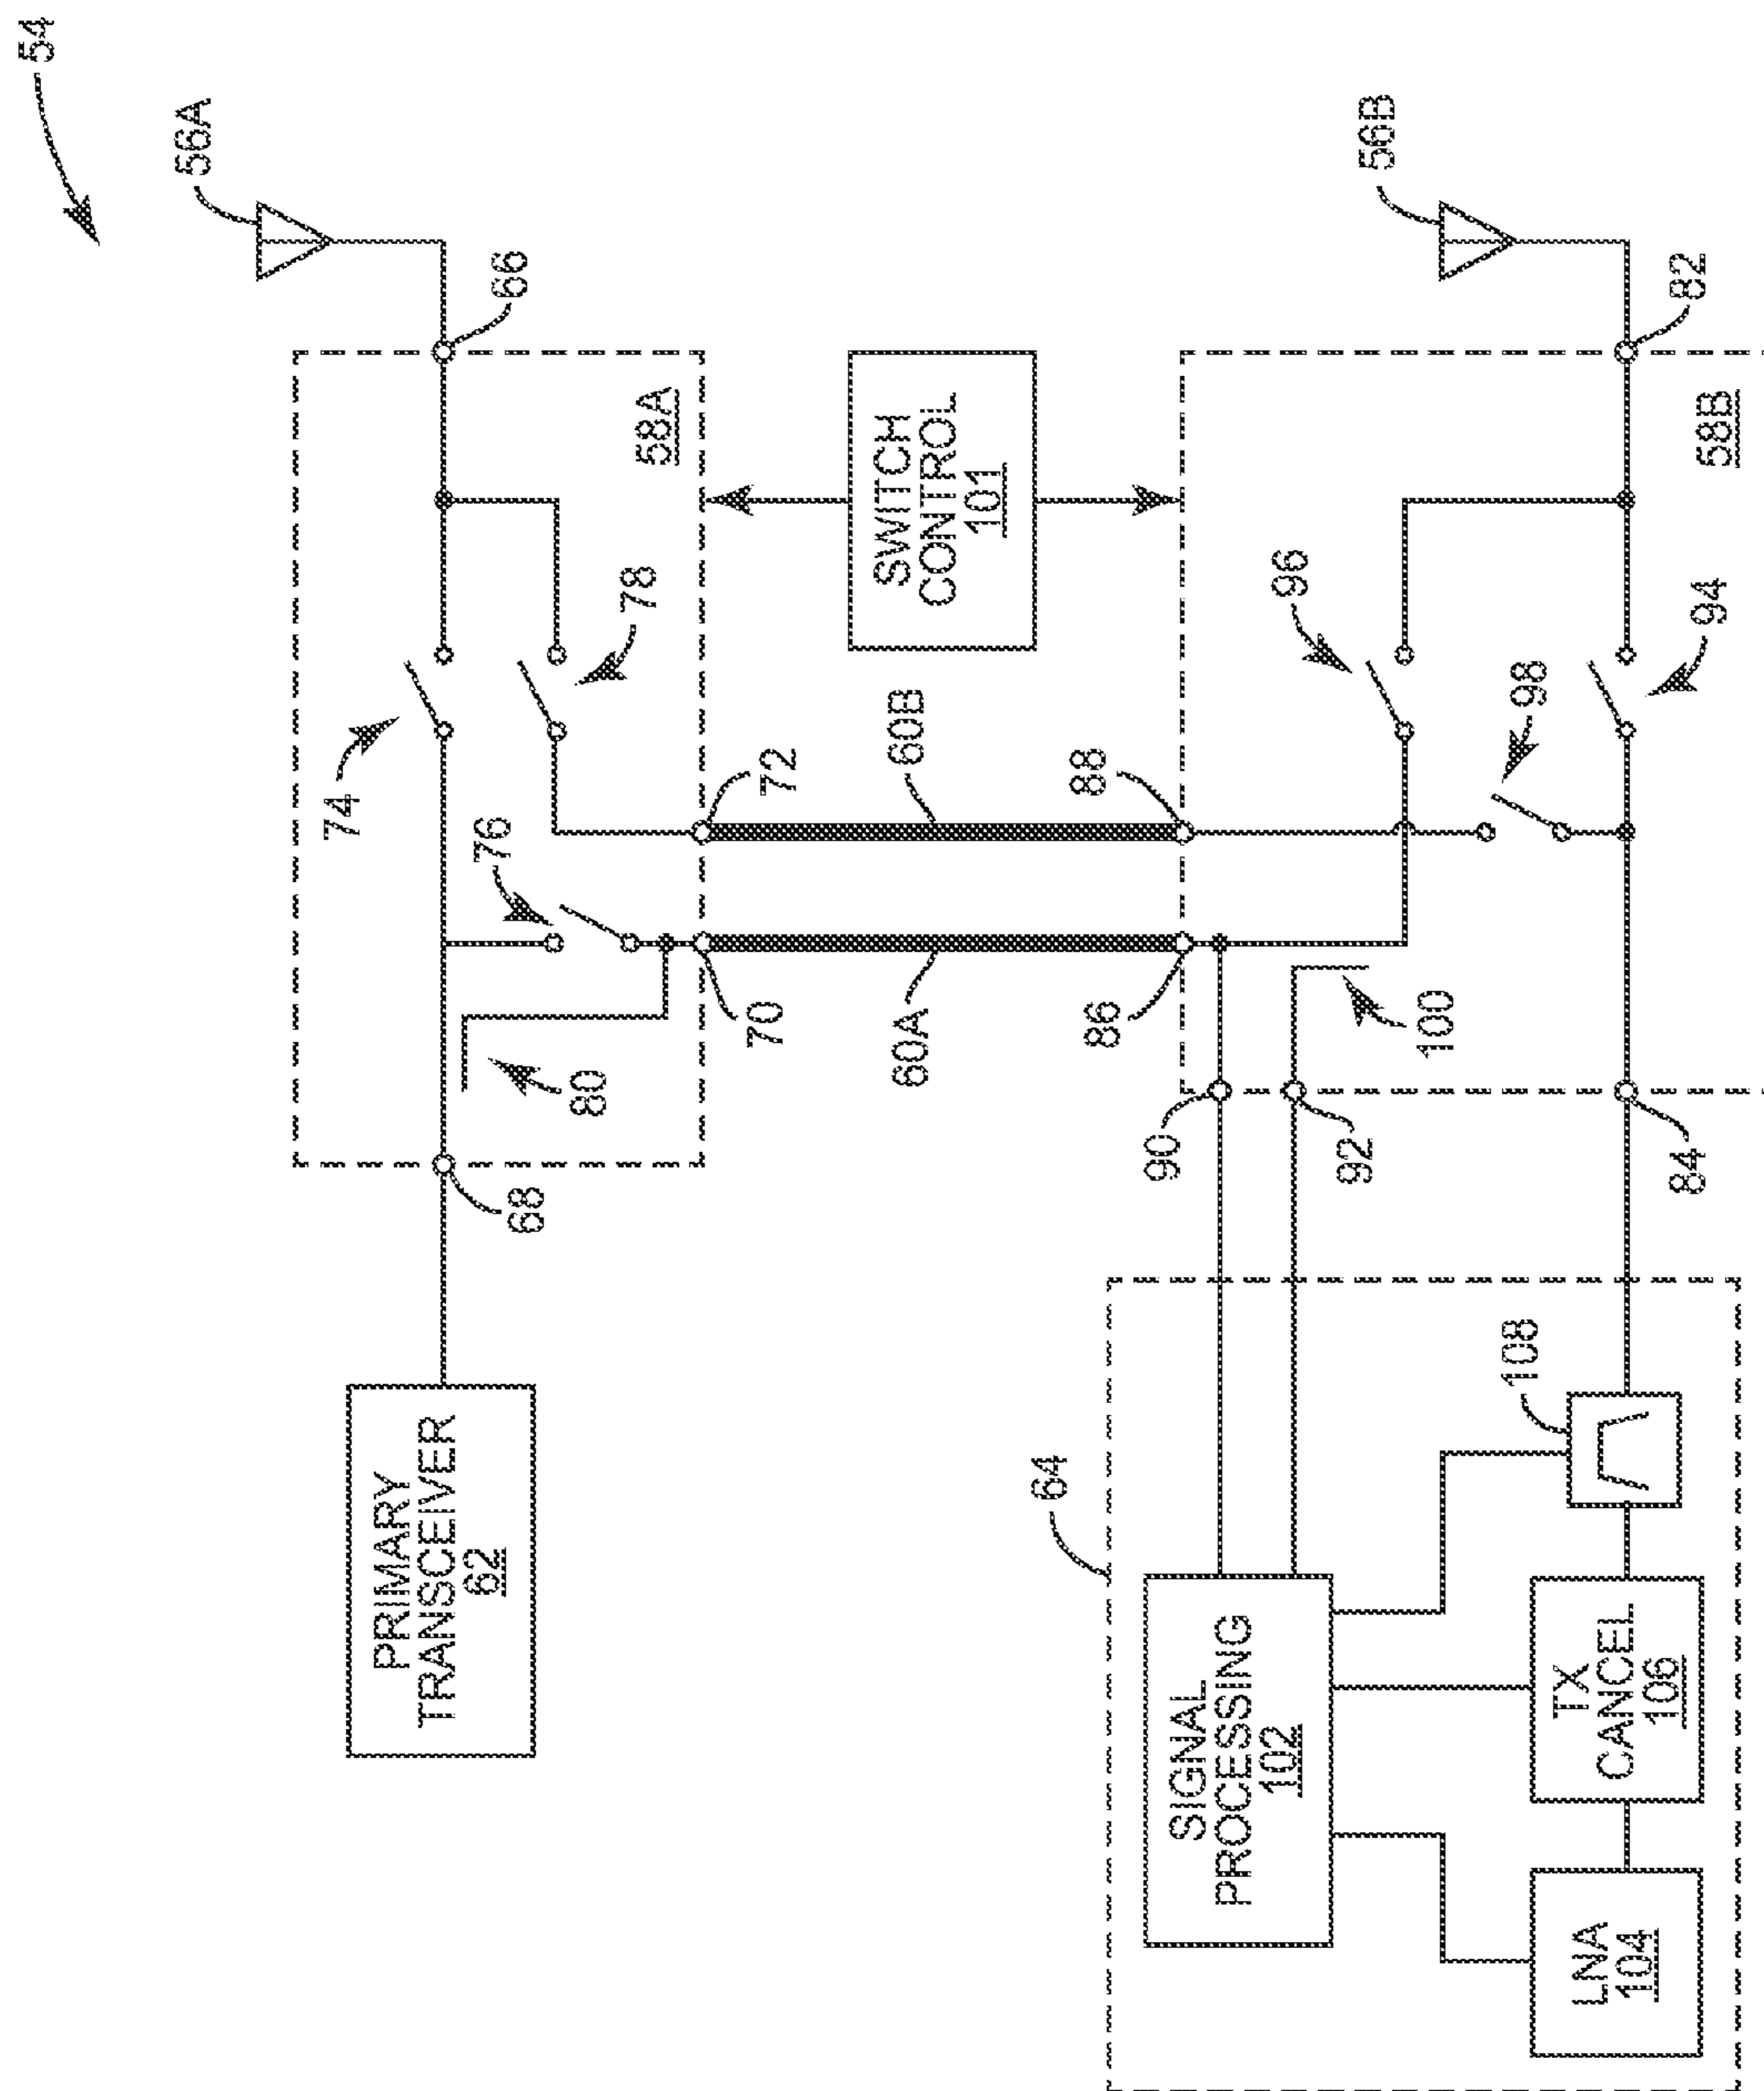 54
56A
56B
66
82
58A
SWITCH
CONTROL
101
58B
74
78
96
94
98
76
72
60B
88
80
70
60A
86
100
68
90
92
84
PRIMARY
TRANSCEIVER
62
64
108
SIGNAL
PROCESSING
102
TX
CANCEL
106
LNA
104